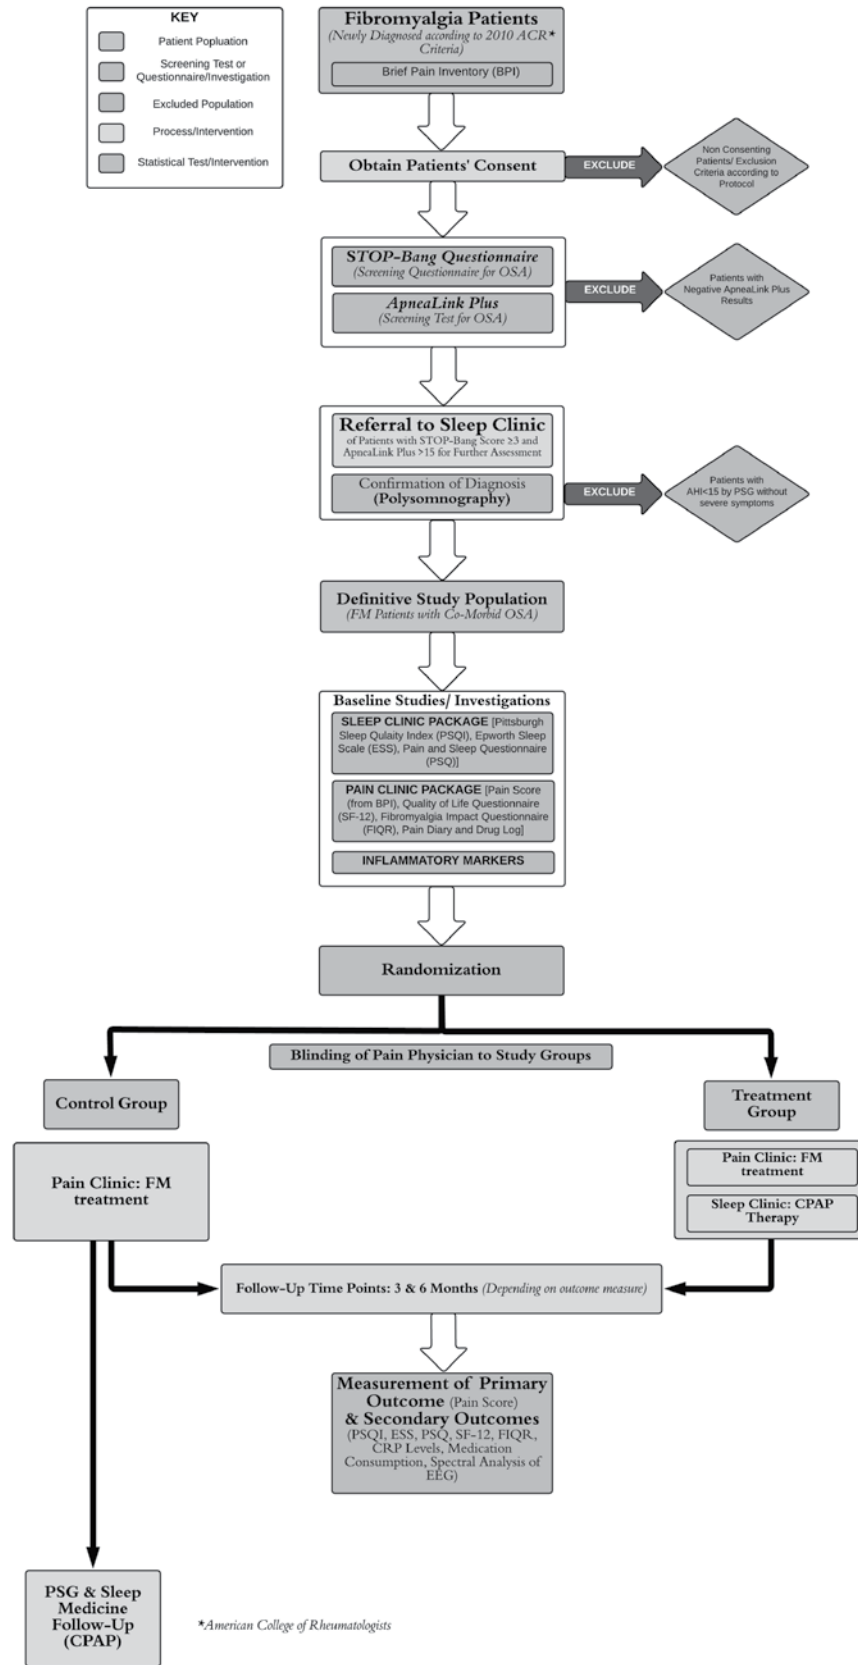 KEY
Patient Popluation
Screening Test or
Questionnaire/Investigation
Excluded Population
Process/Intervention
Statistical Test/Intervention
Fibromyalgia Patients
(Newly Diagnosed according to 2010 ACR*
Criteria)
Brief Pain Inventory (BPI)
Obtain Patients' Consent
EXCLUDE
Non Consenting
Patients/ Exclusion
Criteria according to
Protocol
STOP-Bang Questionnaire
(Screening Questionnaire for OSA)
ApneaLink Plus
(Screening Test for OSA)
EXCLUDE
Patients with
Negative ApneaLink Plus
Results
Referral to Sleep Clinic
of Patients with STOP-Bang Score ≥3 and
ApneaLink Plus >15 for Further Assessment
Confirmation of Diagnosis
(Polysomnography)
EXCLUDE
Patients with
AHI<15 by PSG without
severe symptoms
Definitive Study Population
(FM Patients with Co-Morbid OSA)
Baseline Studies/ Investigations
SLEEP CLINIC PACKAGE [Pittsburgh
Sleep Qulaity Index (PSQI), Epworth Sleep
Scale (ESS), Pain and Sleep Questionnaire
(PSQ)]
PAIN CLINIC PACKAGE [Pain Score
(from BPI), Quality of Life Questionnaire
(SF-12), Fibromyalgia Impact Questionnaire
(FIQR), Pain Diary and Drug Log]
INFLAMMATORY MARKERS
Randomization
Blinding of Pain Physician to Study Groups
Control Group
Treatment
Group
Pain Clinic: FM
treatment
Pain Clinic: FM
treatment
Sleep Clinic: CPAP
Therapy
Follow-Up Time Points: 3 & 6 Months (Depending on outcome measure)
Measurement of Primary
Outcome (Pain Score)
& Secondary Outcomes
(PSQI, ESS, PSQ, SF-12, FIQR,
CRP Levels, Medication
Consumption, Spectral Analysis of
EEG)
PSG & Sleep
Medicine
Follow-Up
(CPAP)
*American College of Rheumatologists